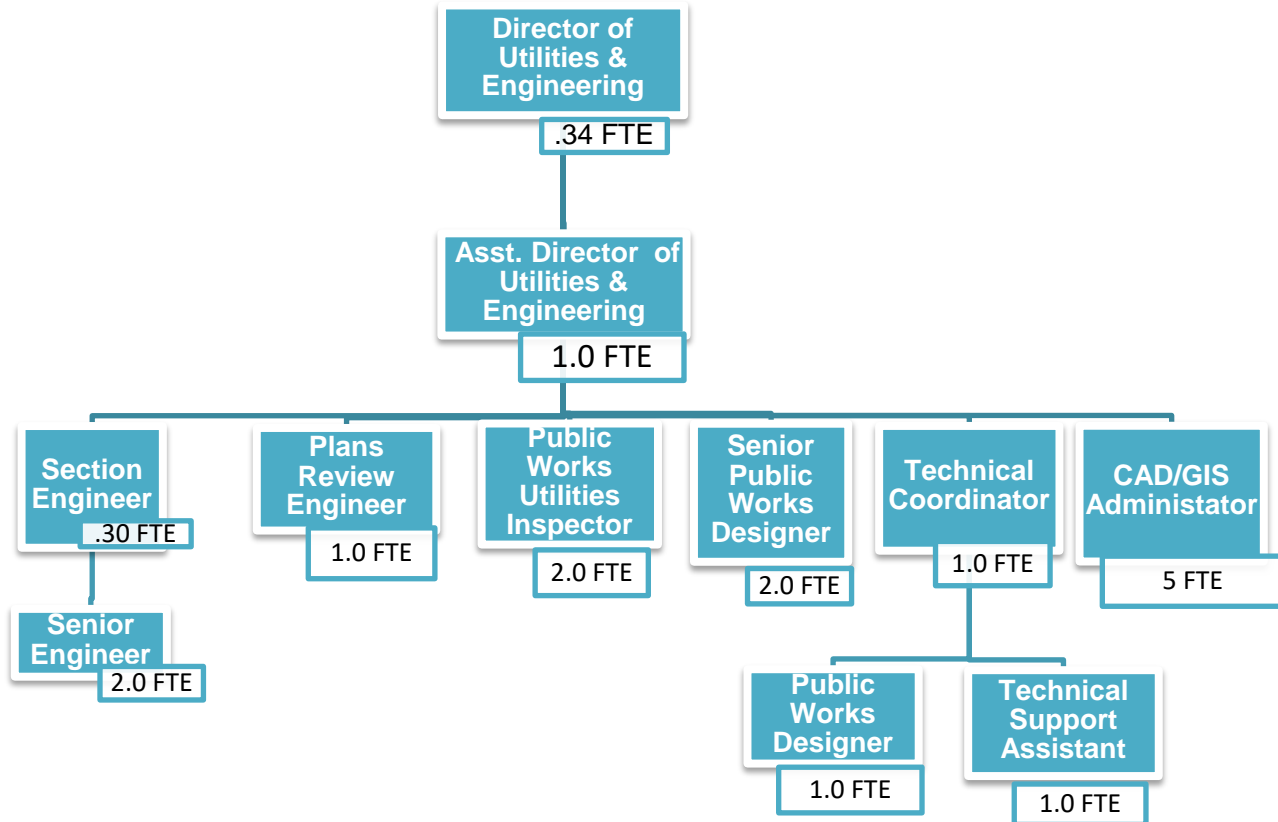 Director of
Utilities &
Engineering
.34 FTE
Asst. Director of
Utilities &
Engineering
1.0 FTE
Section
Engineer
.30 FTE
Plans
Review
Engineer
1.0 FTE
Public
Works
Utilities
Inspector
2.0 FTE
Senior
Public
Works
Designer
2.0 FTE
Technical
Coordinator
1.0 FTE
CAD/GIS
Administator
5 FTE
Senior
Engineer
2.0 FTE
Public
Works
Designer
1.0 FTE
Technical
Support
Assistant
1.0 FTE